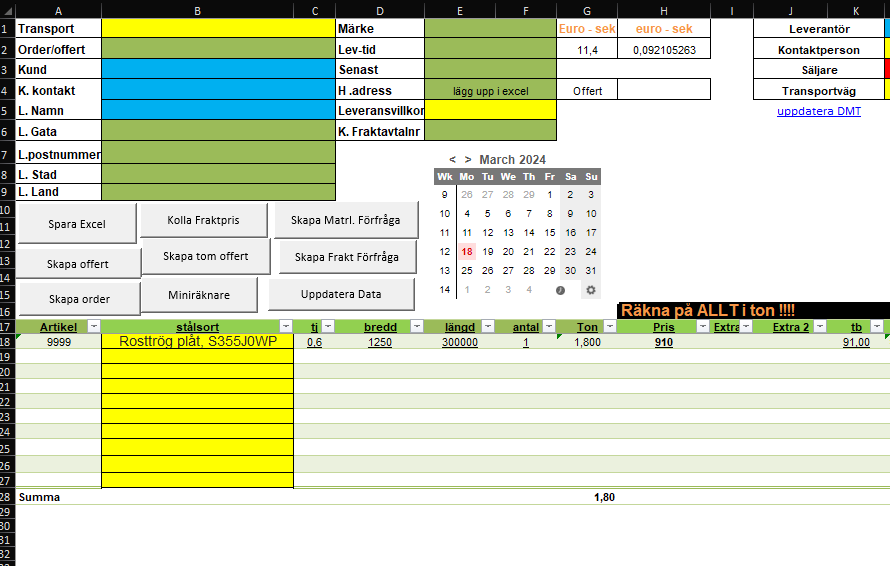 A B C D E F G H I J K
1 Transport Märke Euro - sek euro - sek Leverantör
2 Order/offert Lev-tid 11,4 0,092105263 Kontaktperson
3 Kund Senast Säljare
4 K. kontakt H .adress lägg upp i excel Offert Transportväg
5 L. Namn Leveransvillkor uppdatera DMT
6 L. Gata K. Fraktavtalnr
7 L.postnummer < > March 2024
8 L. Stad Wk Mo Tu We Th Fr Sa Su
9 L. Land 9 26 27 28 29 1 2 3
10 Spara Excel Kolla Fraktpris Skapa Matrl. Förfråga 10 4 5 6 7 8 9 10
11 11 11 12 13 14 15 16 17
12 Skapa offert Skapa tom offert Skapa Frakt Förfråga 12 18 19 20 21 22 23 24
13 13 25 26 27 28 29 30 31
14 Skapa order Miniräknare Uppdatera Data 14 1 2 3 4
15
16 Räkna på ALLT i ton !!!!
17 Artikel stålsort tj bredd längd antal Ton Pris Extra Extra 2 tb
18 9999 Rosttrög plåt, S355J0WP 0,6 1250 300000 1 1,800 910 91,00
19
20
21
22
23
24
25
26
27
28 Summa 1,80
29
30
31
32